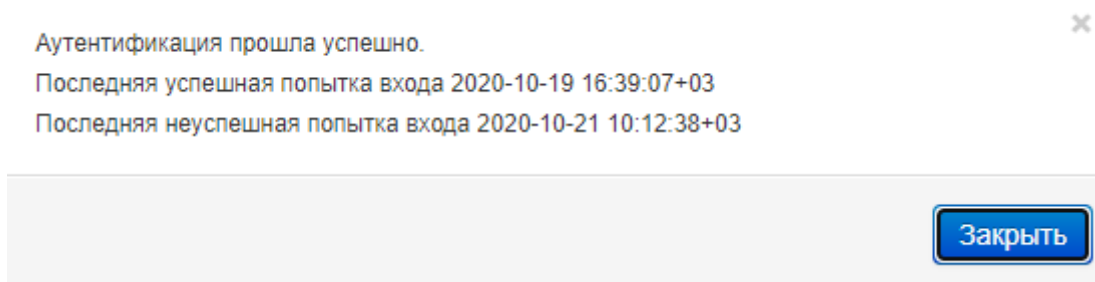 Аутентификация прошла успешно.
Последняя успешная попытка входа 2020-10-19 16:39:07+03
Последняя неуспешная попытка входа 2020-10-21 10:12:38+03
Закрыть